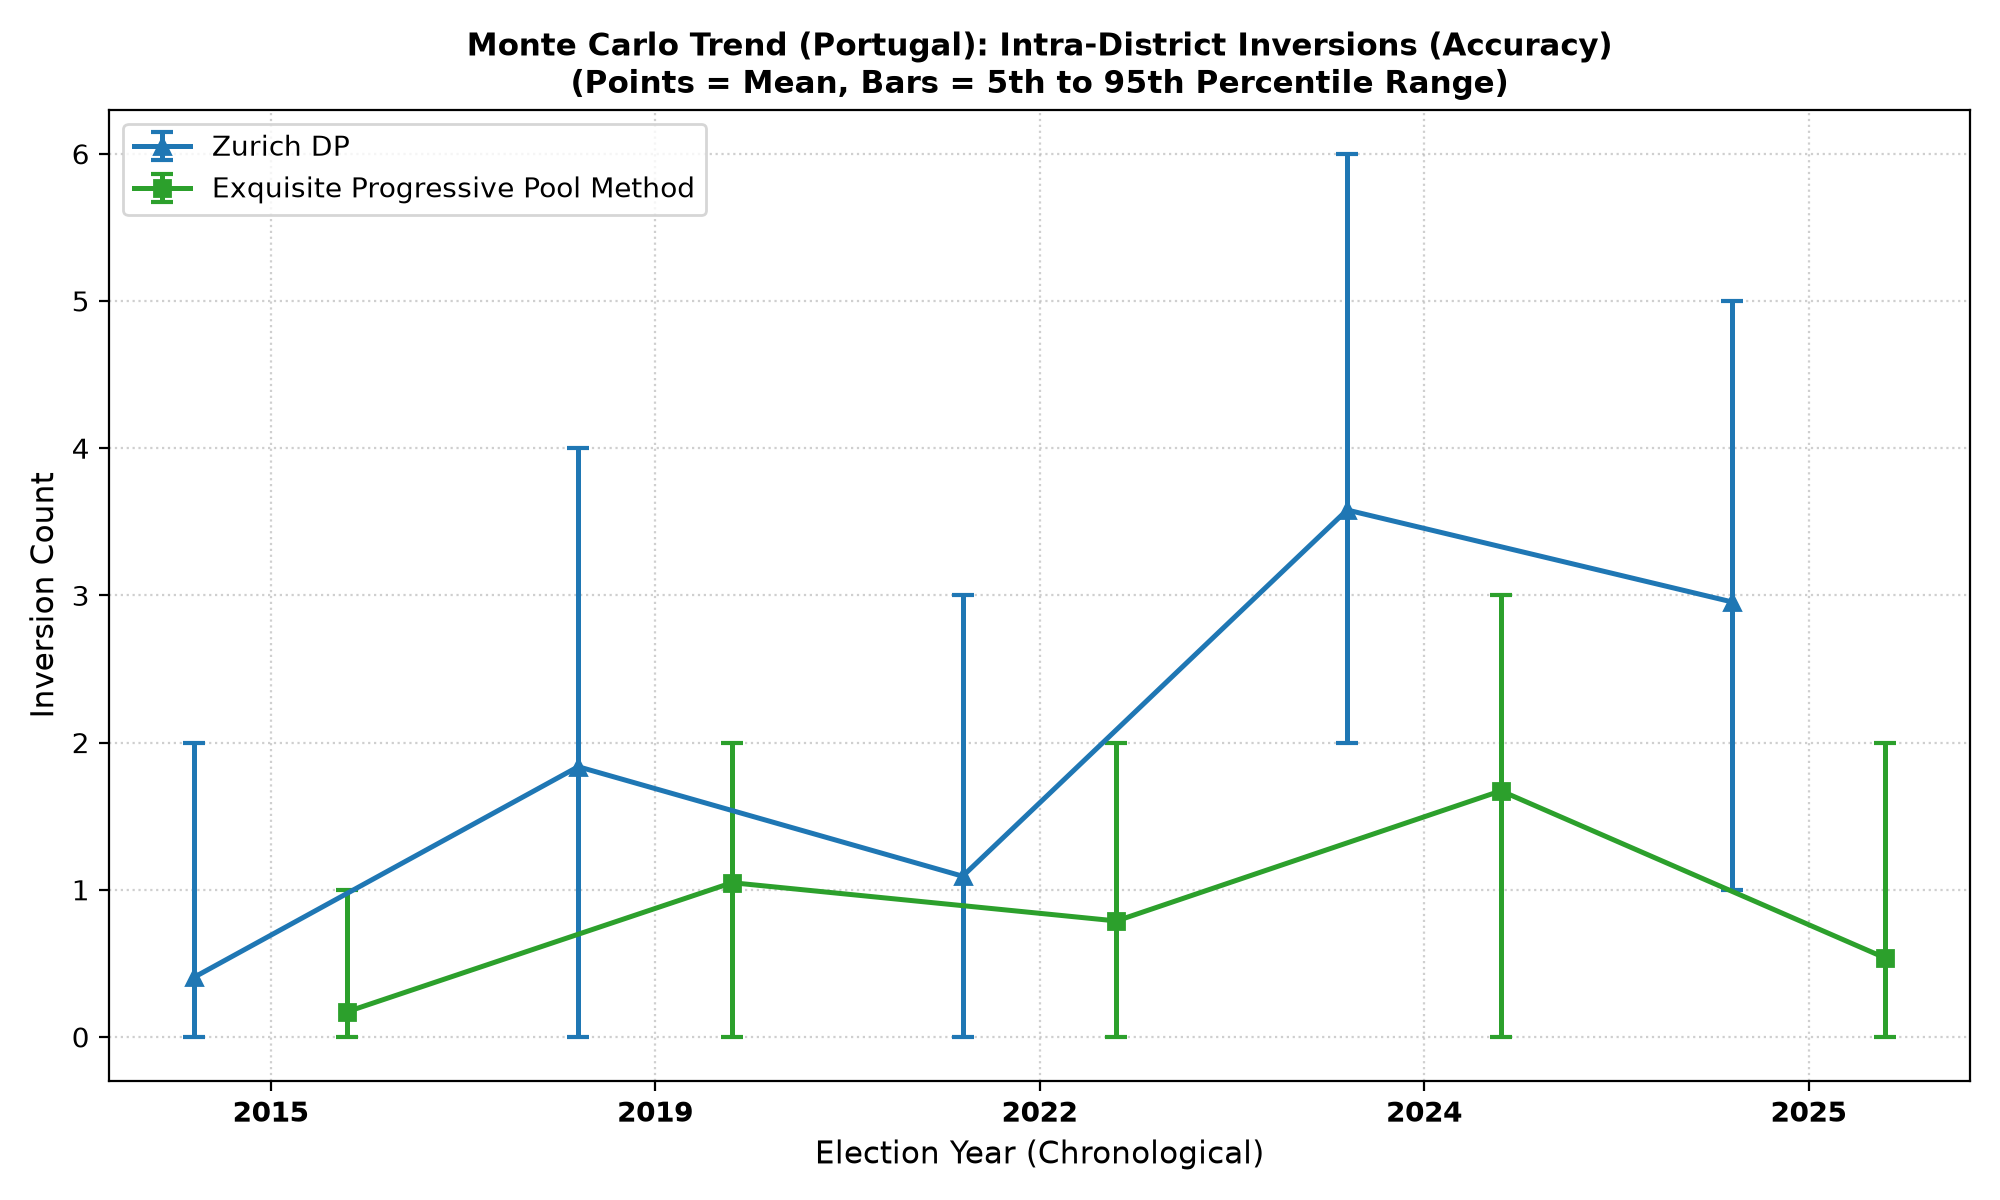 Monte Carlo Trend (Portugal): Intra-District Inversions (Accuracy)
(Points = Mean, Bars = 5th to 95th Percentile Range)
Zurich DP
Exquisite Progressive Pool Method
Inversion Count
6
5
4
3
2
1
0
2015
2019
2022
2024
2025
Election Year (Chronological)